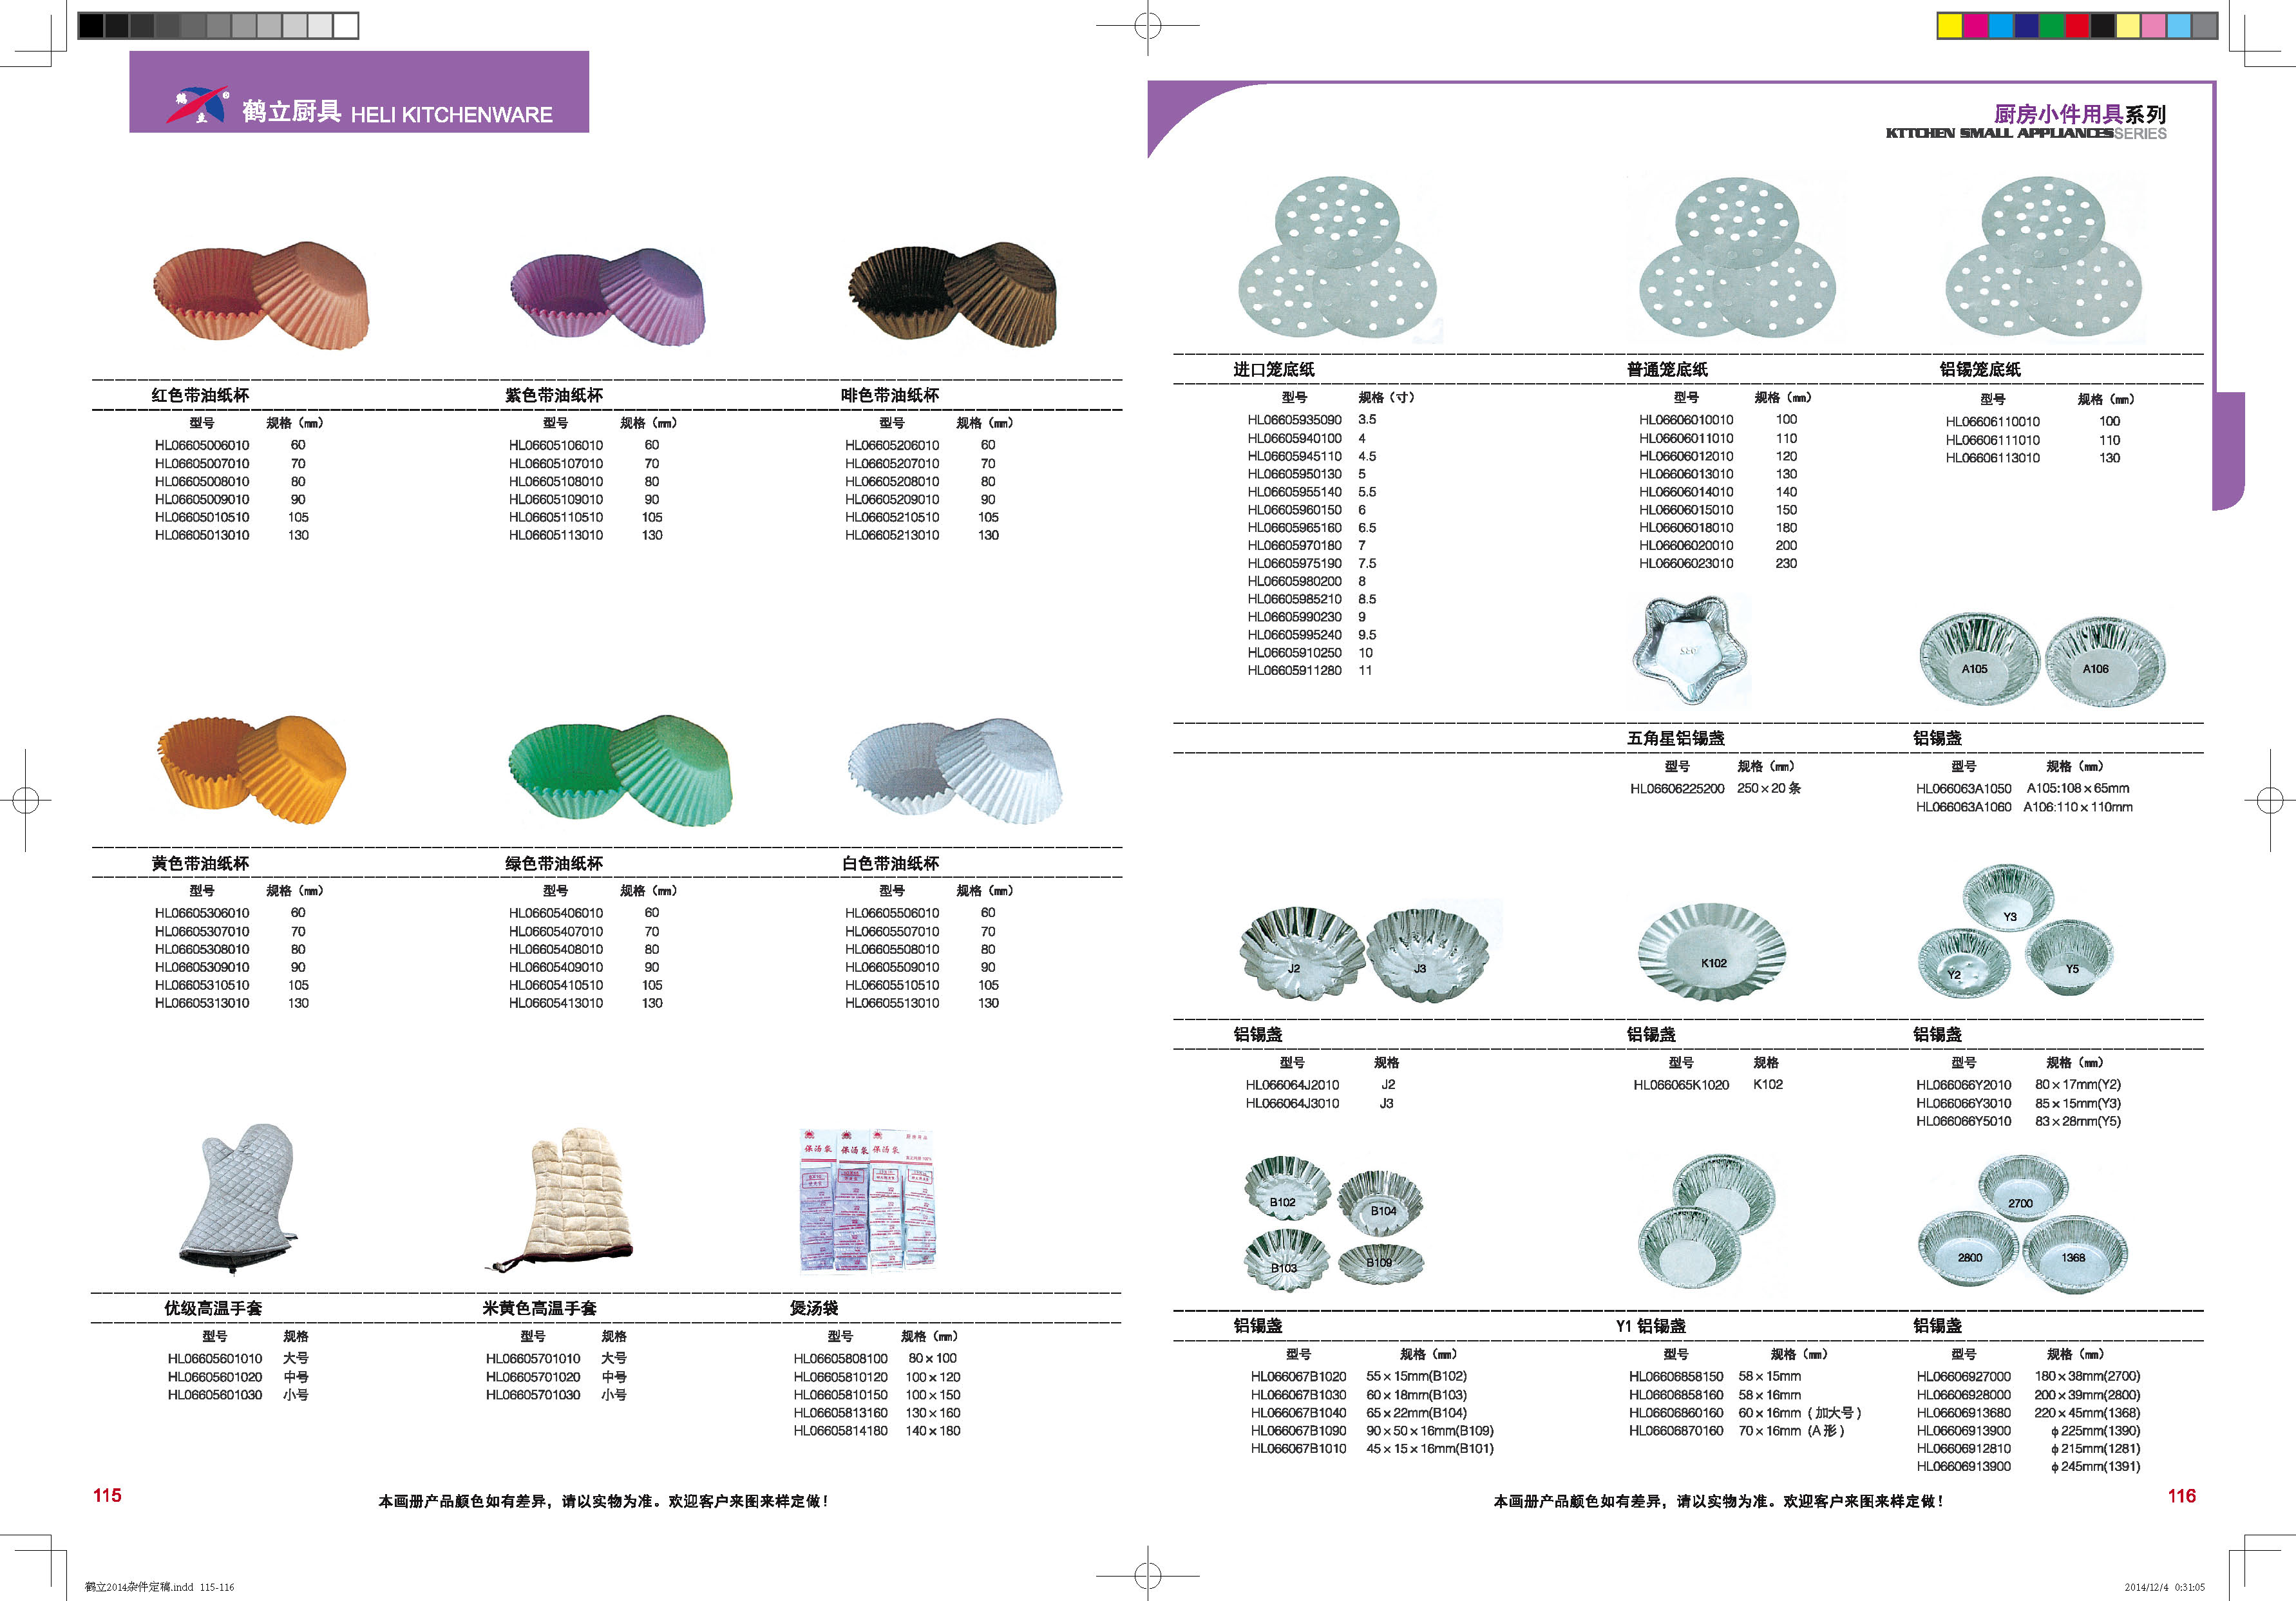 鹤立厨具 HELI KITCHENWARE
红色带油纸杯 紫色带油纸杯 啡色带油纸杯
型号 规格（mm） 型号 规格（mm） 型号 规格（mm）
HL06605006010 60 HL06605106010 60 HL06605206010 60
HL06605007010 70 HL06605107010 70 HL06605207010 70
HL06605008010 80 HL06605108010 80 HL06605208010 80
HL06605009010 90 HL06605109010 90 HL06605209010 90
HL06605010510 105 HL06605110510 105 HL06605210510 105
HL06605013010 130 HL06605113010 130 HL06605213010 130
黄色带油纸杯 绿色带油纸杯 白色带油纸杯
型号 规格（mm） 型号 规格（mm） 型号 规格（mm）
HL06605306010 60 HL06605406010 60 HL06605506010 60
HL06605307010 70 HL06605407010 70 HL06605507010 70
HL06605308010 80 HL06605408010 80 HL06605508010 80
HL06605309010 90 HL06605409010 90 HL06605509010 90
HL06605310510 105 HL06605410510 105 HL06605510510 105
HL06605313010 130 HL06605413010 130 HL06605513010 130
保汤袋 保汤袋 保汤袋
优级高温手套 米黄色高温手套 煲汤袋
型号 规格 型号 规格 型号 规格（mm）
HL06605601010 大号 HL06605701010 大号 HL06605808100 80×100
HL06605601020 中号 HL06605701020 中号 HL06605810120 100×120
HL06605601030 小号 HL06605701030 小号 HL06605810150 100×150
HL06605813160 130×160
HL06605814180 140×180
115 本画册产品颜色如有差异，请以实物为准。欢迎客户来图来样定做！
厨房小件用具系列
KTTCHEN SMALL APPLIANCES SERIES
进口笼底纸 普通笼底纸 铝锡笼底纸
型号 规格（寸） 型号 规格（mm） 型号 规格（mm）
HL06605935090 3.5 HL06606010010 100 HL06606110010 100
HL06605940100 4 HL06606011010 110 HL06606111010 110
HL06605945110 4.5 HL06606012010 120 HL06606113010 130
HL06605950130 5 HL06606013010 130
HL06605955140 5.5 HL06606014010 140
HL06605960150 6 HL06606015010 150
HL06605965160 6.5 HL06606018010 180
HL06605970180 7 HL06606020010 200
HL06605975190 7.5 HL06606023010 230
HL06605980200 8
HL06605985210 8.5
HL06605990230 9
HL06605995240 9.5
HL06605910250 10
HL06605911280 11
A105 A106
五角星铝锡盏 铝锡盏
型号 规格（mm） 型号 规格（mm）
HL06606225200 250×20 条 HL066063A1050 A105:108×65mm
HL066063A1060 A106:110×110mm
J2 J3 K102 Y3 Y2 Y5
铝锡盏 铝锡盏 铝锡盏
型号 规格 型号 规格 型号 规格（mm）
HL066064J2010 J2 HL066065K1020 K102 HL066066Y2010 80×17mm(Y2)
HL066064J3010 J3 HL066066Y3010 85×15mm(Y3)
HL066066Y5010 83×28mm(Y5)
B102 B104 B103 B109 2700 2800 1368
铝锡盏 Y1 铝锡盏 铝锡盏
型号 规格（mm） 型号 规格（mm） 型号 规格（mm）
HL066067B1020 55×15mm(B102) HL06606858150 58×15mm HL06606927000 180×38mm(2700)
HL066067B1030 60×18mm(B103) HL06606858160 58×16mm HL06606928000 200×39mm(2800)
HL066067B1040 65×22mm(B104) HL06606860160 60×16mm（加大号） HL06606913680 220×45mm(1368)
HL066067B1090 90×50×16mm(B109) HL06606870160 70×16mm（A 形） HL06606913900 φ225mm(1390)
HL066067B1010 45×15×16mm(B101) HL06606912810 φ215mm(1281)
HL06606913900 φ245mm(1391)
本画册产品颜色如有差异，请以实物为准。欢迎客户来图来样定做！ 116
鹤立2014杂件定稿.indd 115-116 2014/12/4 0:31:05